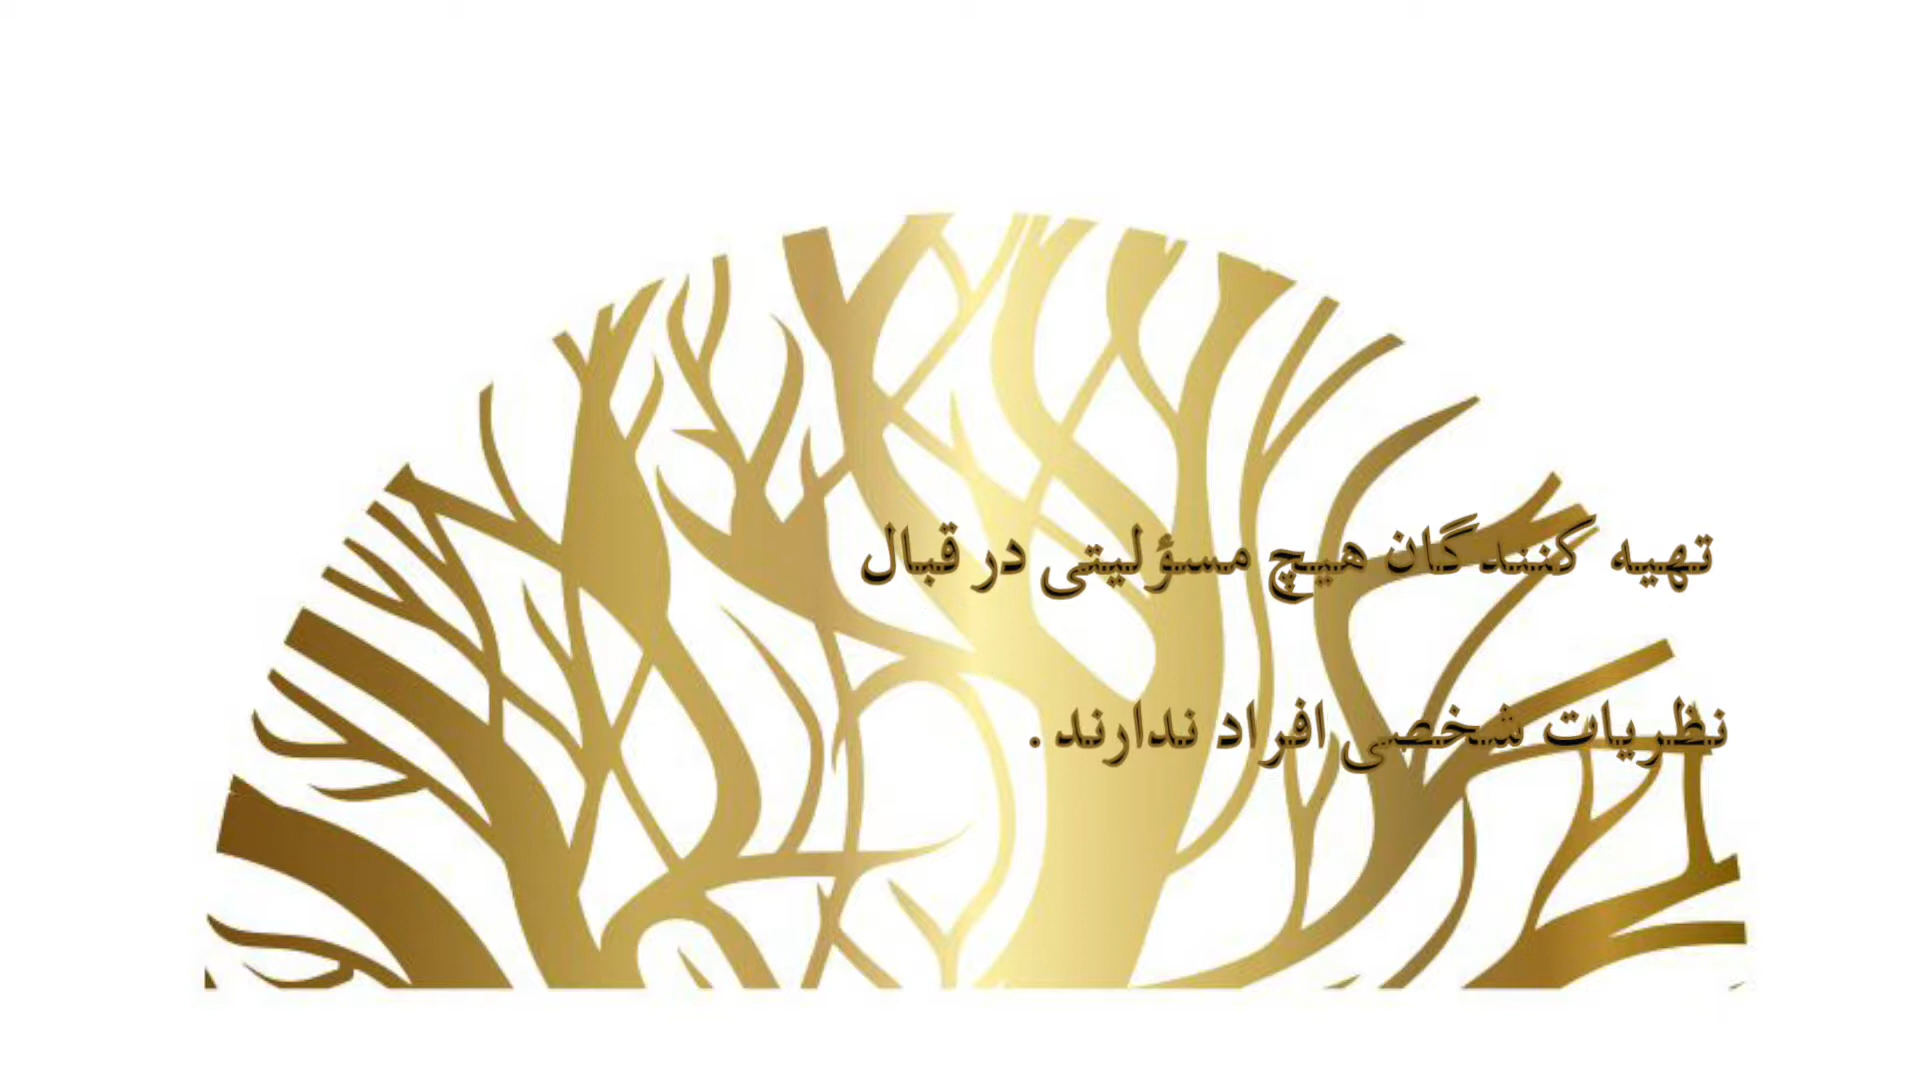 تهیه کنندگان هیچ مسؤلیتی در قبال
نظریات شخصی افراد ندارند .